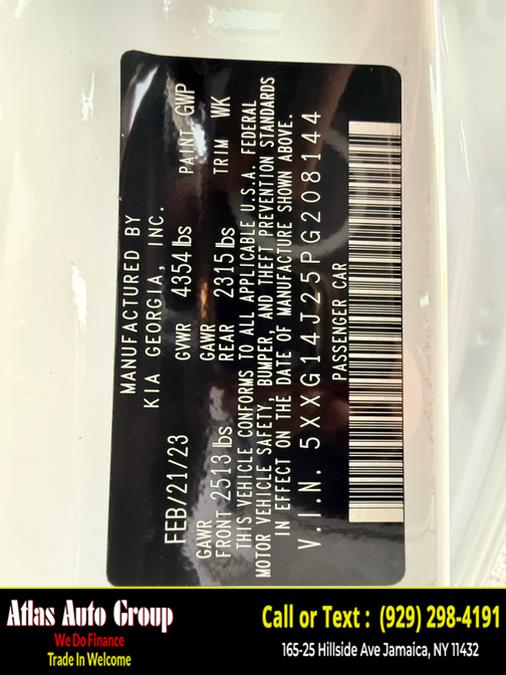 MANUFACTURED BY
KIA GEORGIA, INC.
FEB/21/23 GVWR 4354 lbs PAINT GWP
GAWR GAWR
FRONT 2513 lbs REAR 2315 lbs TRIM WK
THIS VEHICLE CONFORMS TO ALL APPLICABLE U.S.A. FEDERAL
MOTOR VEHICLE SAFETY, BUMPER, AND THEFT PREVENTION STANDARDS
IN EFFECT ON THE DATE OF MANUFACTURE SHOWN ABOVE.
V.I.N. 5XXG14J25PG208144
PASSENGER CAR
Atlas Auto Group
We Do Finance
Trade In Welcome
Call or Text : (929) 298-4191
165-25 Hillside Ave Jamaica, NY 11432